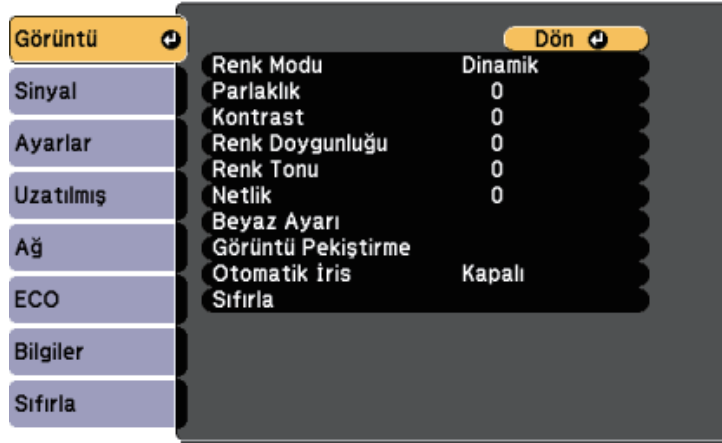 Görüntü
Sinyal
Ayarlar
Uzatılmış
Ağ
ECO
Bilgiler
Sıfırla
Dön
Renk Modu Dinamik
Parlaklık 0
Kontrast 0
Renk Doygunluğu 0
Renk Tonu 0
Netlik 0
Beyaz Ayarı
Görüntü Pekiştirme
Otomatik İris Kapalı
Sıfırla